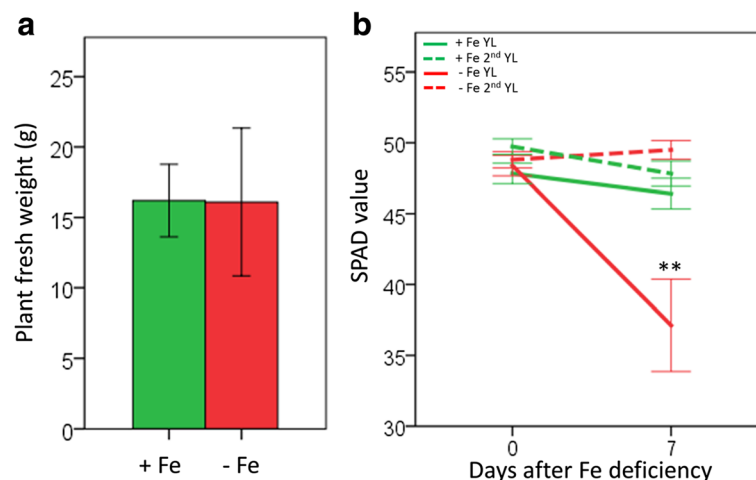 a
Plant fresh weight (g)
25
20
15
10
5
0
+ Fe
- Fe
b
+ Fe YL
+ Fe 2nd YL
- Fe YL
- Fe 2nd YL
SPAD value
55
50
45
40
35
30
**
0
7
Days after Fe deficiency